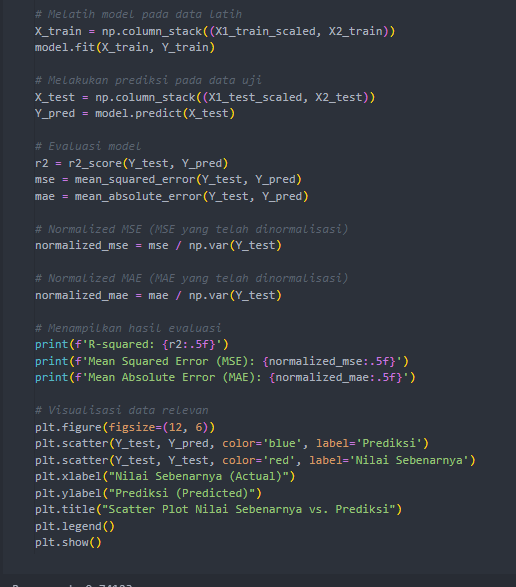 # Melatih model pada data latih
X_train = np.column_stack((X1_train_scaled, X2_train))
model.fit(X_train, Y_train)
# Melakukan prediksi pada data uji
X_test = np.column_stack((X1_test_scaled, X2_test))
Y_pred = model.predict(X_test)
# Evaluasi model
r2 = r2_score(Y_test, Y_pred)
mse = mean_squared_error(Y_test, Y_pred)
mae = mean_absolute_error(Y_test, Y_pred)
# Normalized MSE (MSE yang telah dinormalisasi)
normalized_mse = mse / np.var(Y_test)
# Normalized MAE (MAE yang telah dinormalisasi)
normalized_mae = mae / np.var(Y_test)
# Menampilkan hasil evaluasi
print(f'R-squared: {r2:.5f}')
print(f'Mean Squared Error (MSE): {normalized_mse:.5f}')
print(f'Mean Absolute Error (MAE): {normalized_mae:.5f}')
# Visualisasi data relevan
plt.figure(figsize=(12, 6))
plt.scatter(Y_test, Y_pred, color='blue', label='Prediksi')
plt.scatter(Y_test, Y_test, color='red', label='Nilai Sebenarnya')
plt.xlabel("Nilai Sebenarnya (Actual)")
plt.ylabel("Prediksi (Predicted)")
plt.title("Scatter Plot Nilai Sebenarnya vs. Prediksi")
plt.legend()
plt.show()